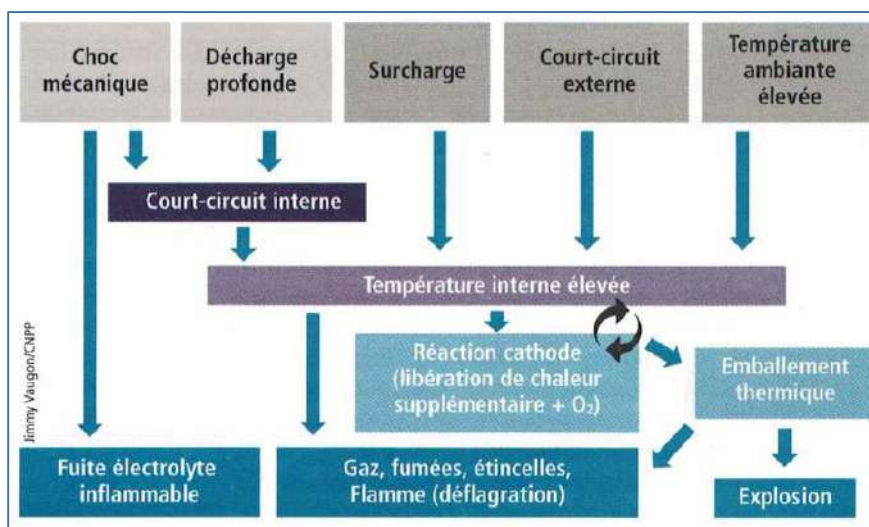 Choc
mécanique
Décharge
profonde
Surcharge
Court-circuit
externe
Température
ambiante
élevée
Court-circuit interne
Température interne élevée
Réaction cathode
(libération de chaleur
supplémentaire + O₂)
Emballement
thermique
Fuite électrolyte
inflammable
Gaz, fumées, étincelles,
Flamme (déflagration)
Explosion
Jimmy Vaugon/CNPP